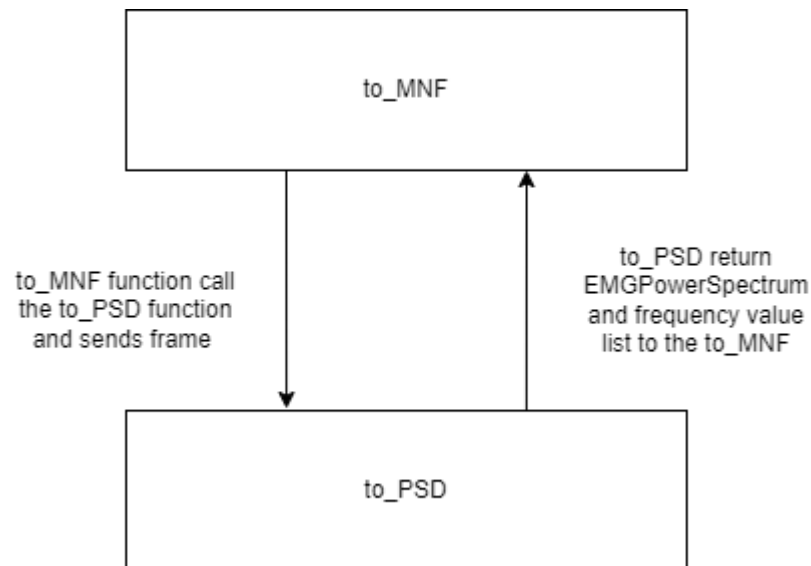 to_MNF
to_MNF function call
the to_PSD function
and sends frame
to_PSD return
EMGPowerSpectrum
and frequency value
list to the to_MNF
to_PSD